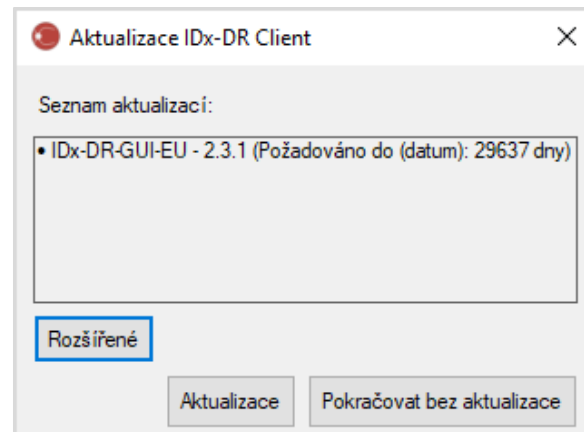 Aktualizace IDx-DR Client
Seznam aktualizací:
• IDx-DR-GUI-EU - 2.3.1 (Požadováno do (datum): 29637 dny)
Rozšířené
Aktualizace
Pokračovat bez aktualizace